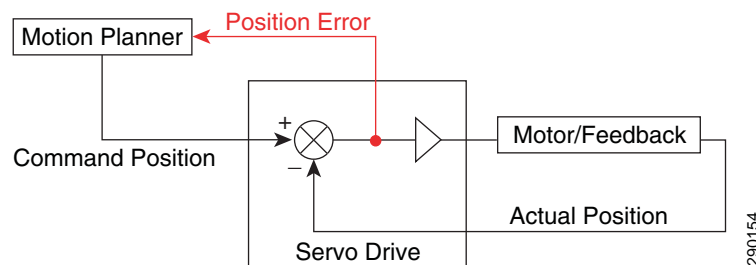 Position Error
Motion Planner
+
Command Position
−
Motor/Feedback
Actual Position
Servo Drive
290154